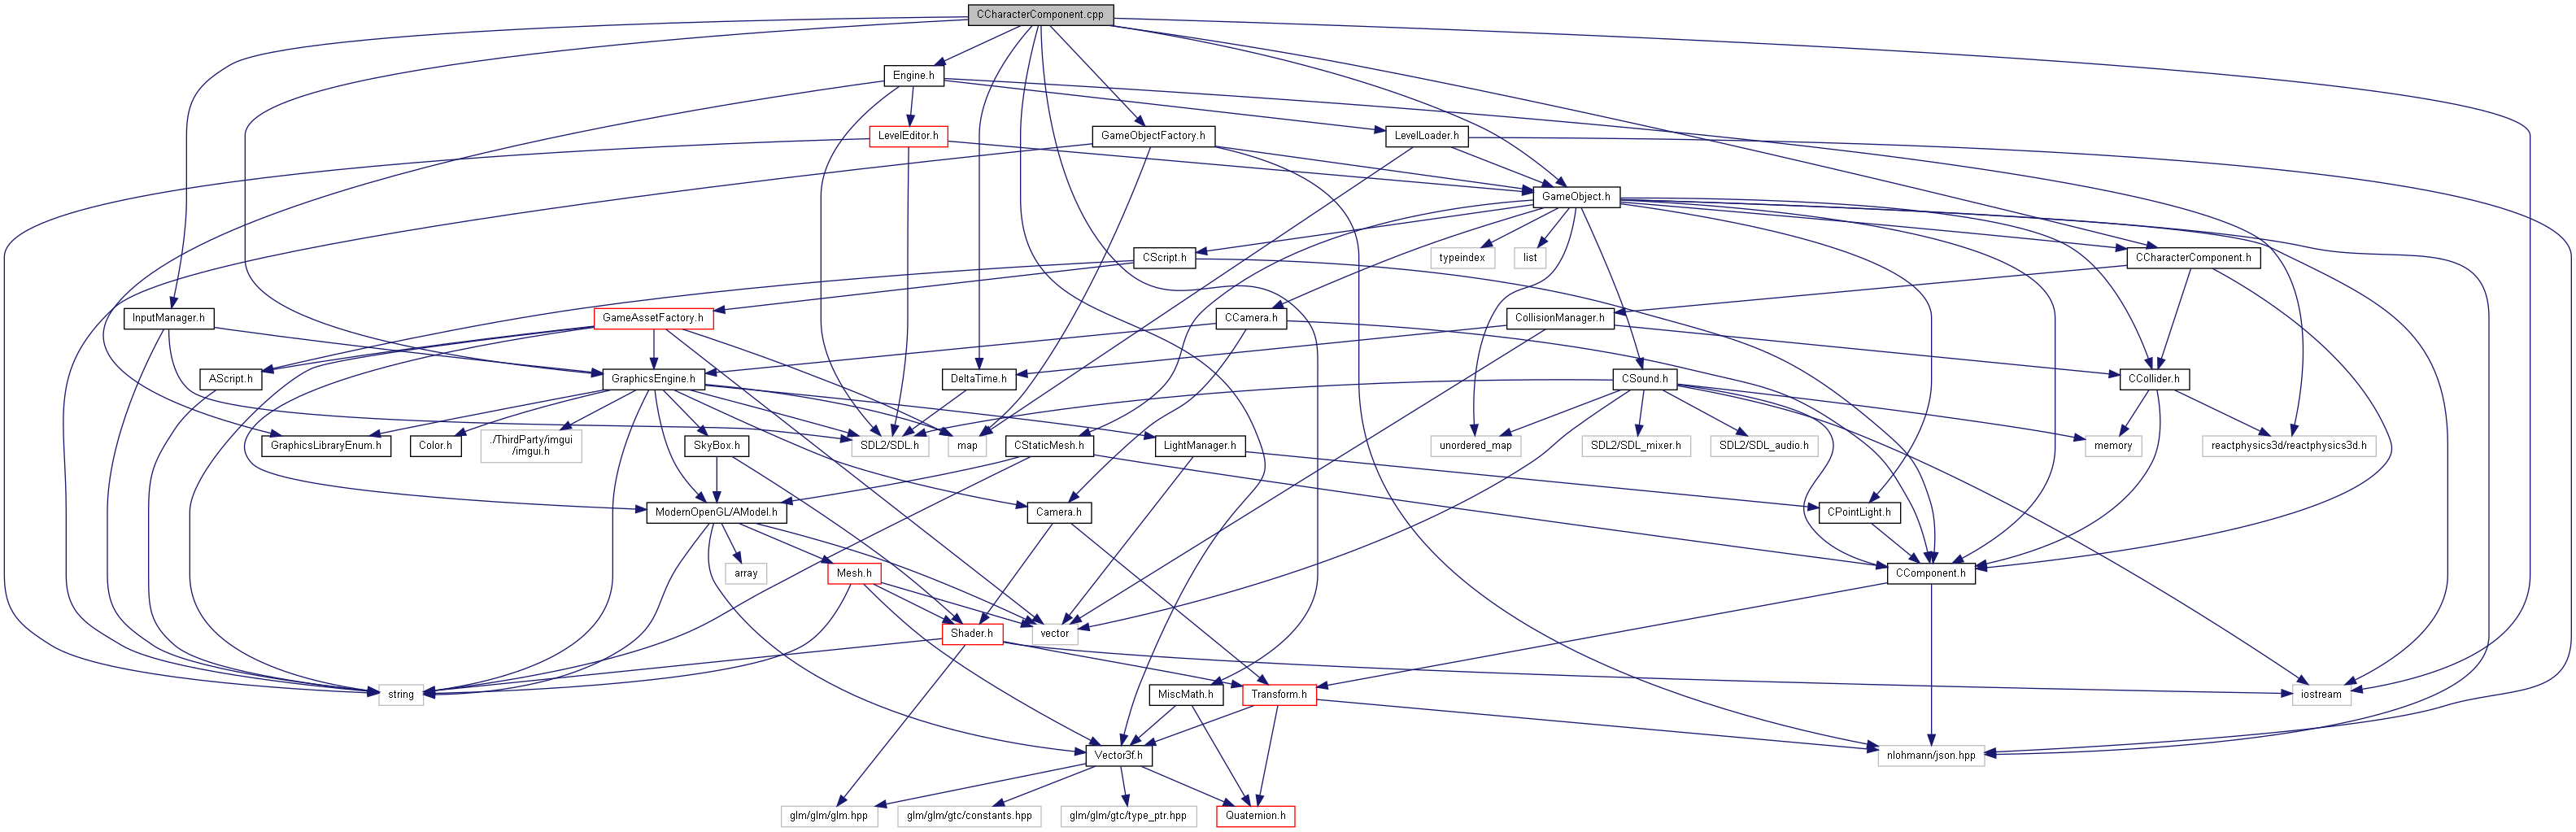 CCharacterComponent.cpp
Engine.h
LevelEditor.h
GameObjectFactory.h
LevelLoader.h
GameObject.h
CScript.h
typeindex
list
CCharacterComponent.h
InputManager.h
GameAssetFactory.h
CCamera.h
CollisionManager.h
AScript.h
GraphicsEngine.h
DeltaTime.h
CSound.h
CCollider.h
GraphicsLibraryEnum.h
Color.h
./ThirdParty/imgui
/imgui.h
SkyBox.h
SDL2/SDL.h
map
CStaticMesh.h
LightManager.h
unordered_map
SDL2/SDL_mixer.h
SDL2/SDL_audio.h
memory
reactphysics3d/reactphysics3d.h
ModernOpenGL/AModel.h
Camera.h
CPointLight.h
array
Mesh.h
CComponent.h
Shader.h
vector
string
MiscMath.h
Transform.h
iostream
Vector3f.h
nlohmann/json.hpp
glm/glm/glm.hpp
glm/glm/gtc/constants.hpp
glm/glm/gtc/type_ptr.hpp
Quaternion.h